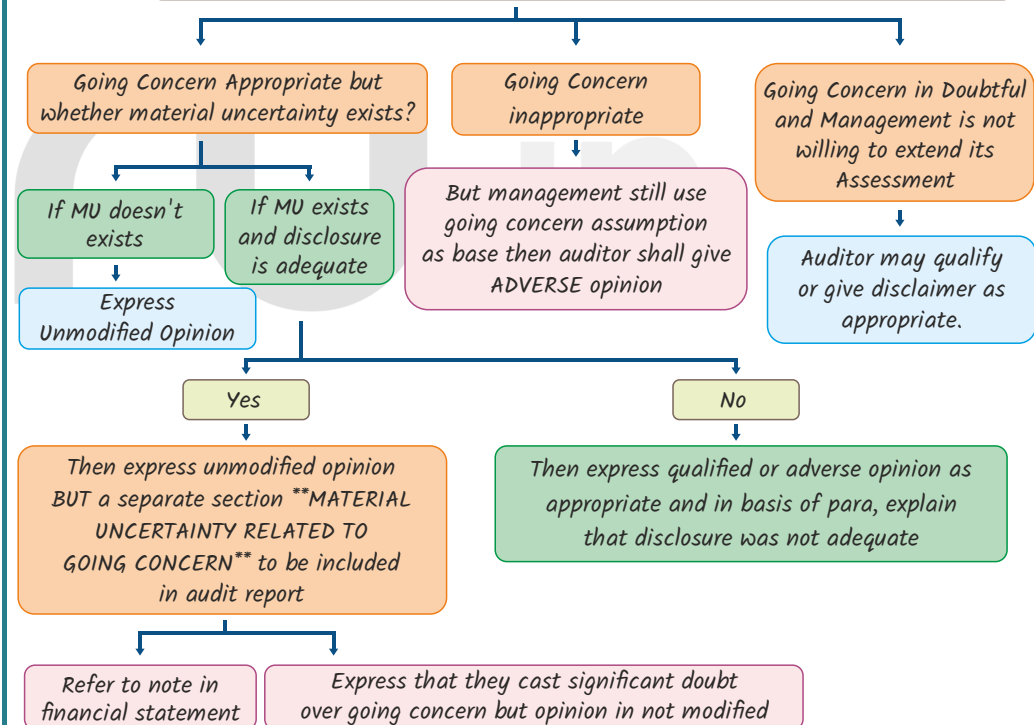 Going Concern Appropriate but
whether material uncertainty exists?
Going Concern
inappropriate
Going Concern in Doubtful
and Management is not
willing to extend its
Assessment
If MU doesn't
exists
If MU exists
and disclosure
is adequate
But management still use
going concern assumption
as base then auditor shall give
ADVERSE opinion
Auditor may qualify
or give disclaimer as
appropriate.
Express
Unmodified Opinion
Yes
No
Then express unmodified opinion
BUT a separate section **MATERIAL
UNCERTAINTY RELATED TO
GOING CONCERN** to be included
in audit report
Then express qualified or adverse opinion as
appropriate and in basis of para, explain
that disclosure was not adequate
Refer to note in
financial statement
Express that they cast significant doubt
over going concern but opinion in not modified